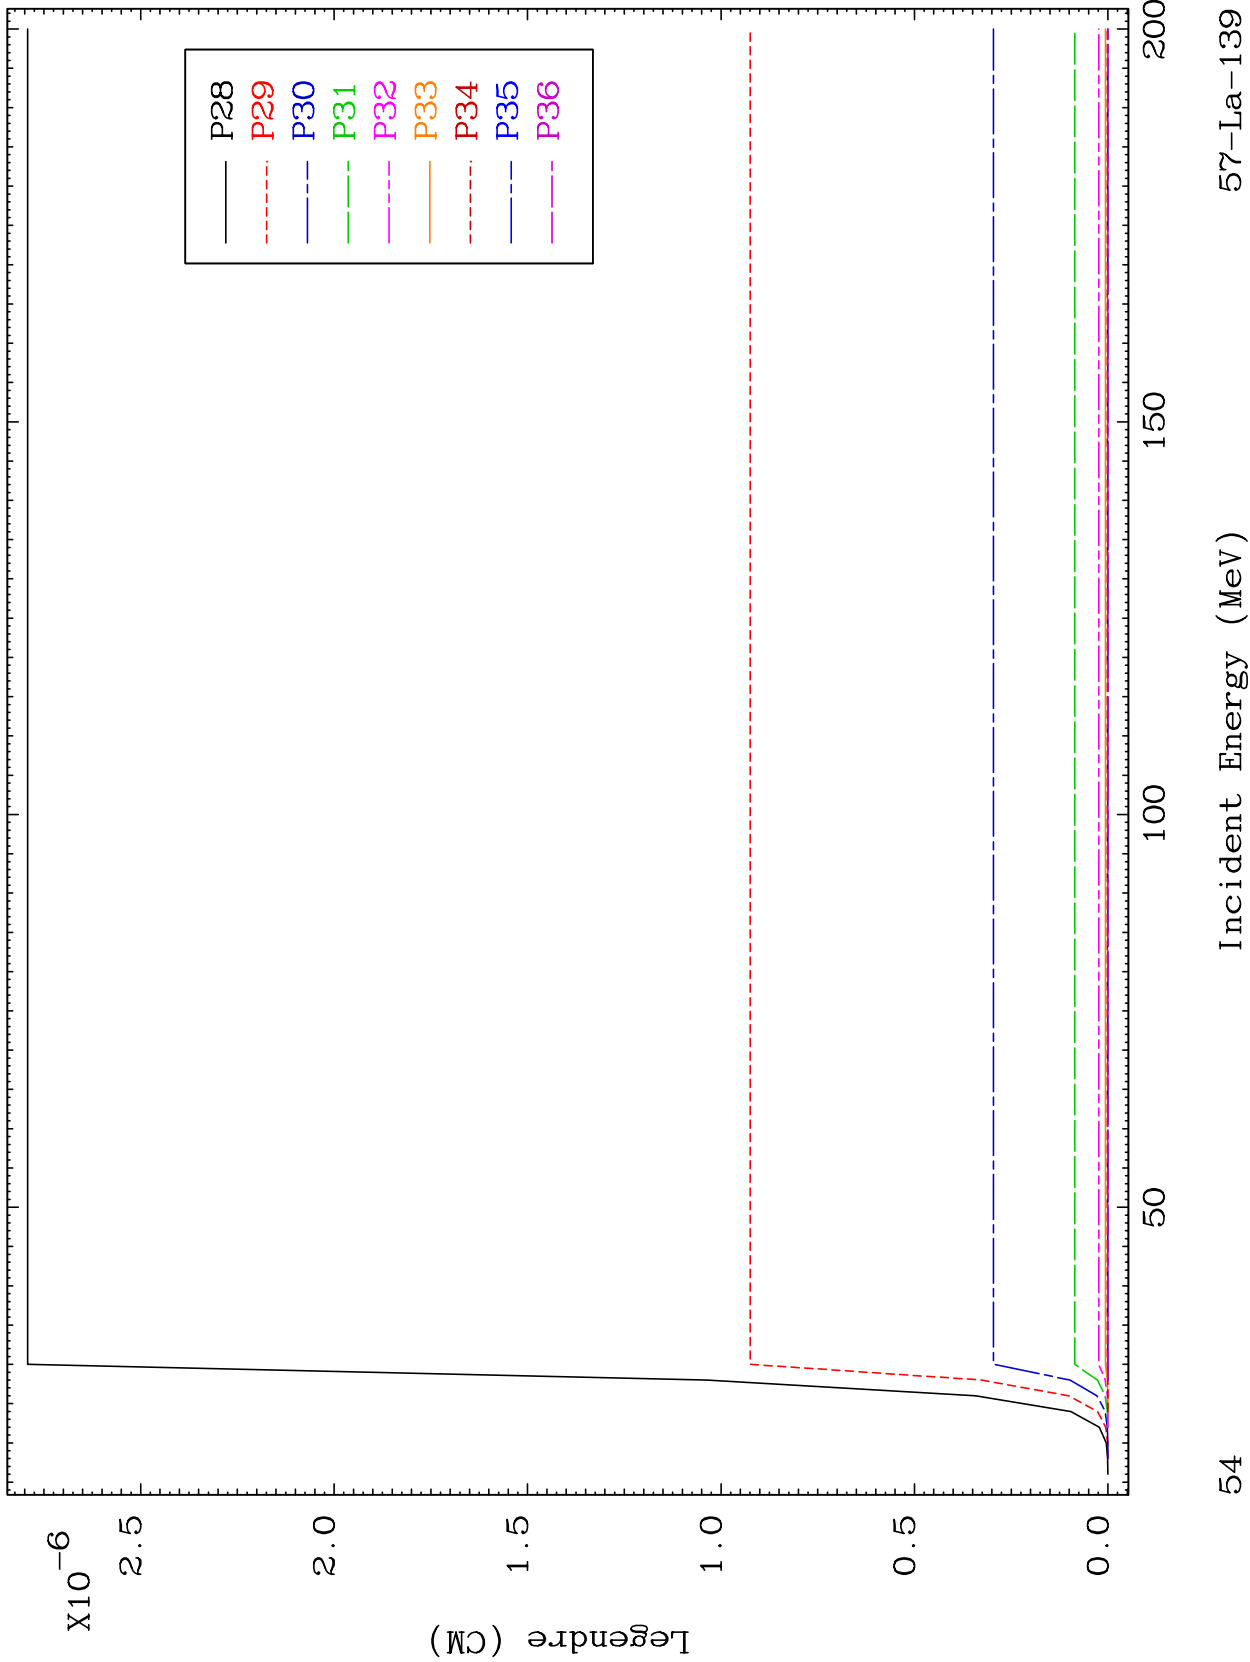 X10-6
2.5
2.0
1.5
1.0
0.5
0.0
Legendre (CM)
P28
P29
P30
P31
P32
P33
P34
P35
P36
50
100
150
200
54
Incident Energy (MeV)
57-La-139